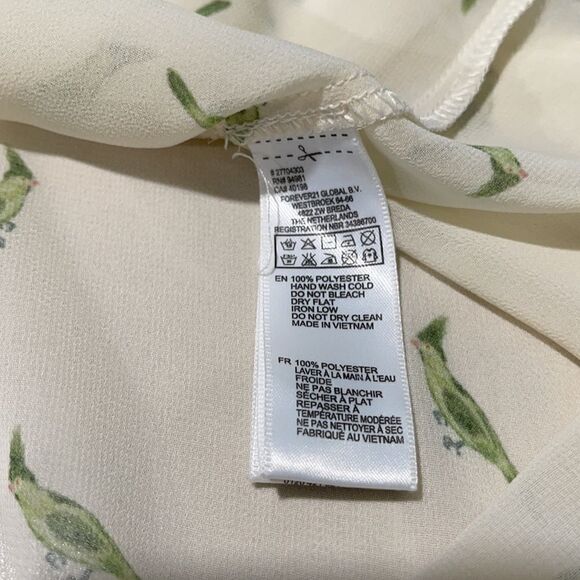 8 27704303
RN# 94981
CA# 40198
FOREVER21 GLOBAL B.V.
WESTBROEK 64-66
4822 ZW BREDA
THE NETHERLANDS
REGISTRATION NBR 34386700
EN 100% POLYESTER
HAND WASH COLD
DO NOT BLEACH
DRY FLAT
IRON LOW
DO NOT DRY CLEAN
MADE IN VIETNAM
FR 100% POLYESTER
LAVER À LA MAIN À L'EAU
FROIDE
NE PAS BLANCHIR
SÉCHER À PLAT
REPASSER À
TEMPÉRATURE MODÉRÉE
NE PAS NETTOYER À SEC
FABRIQUÉ AU VIETNAM